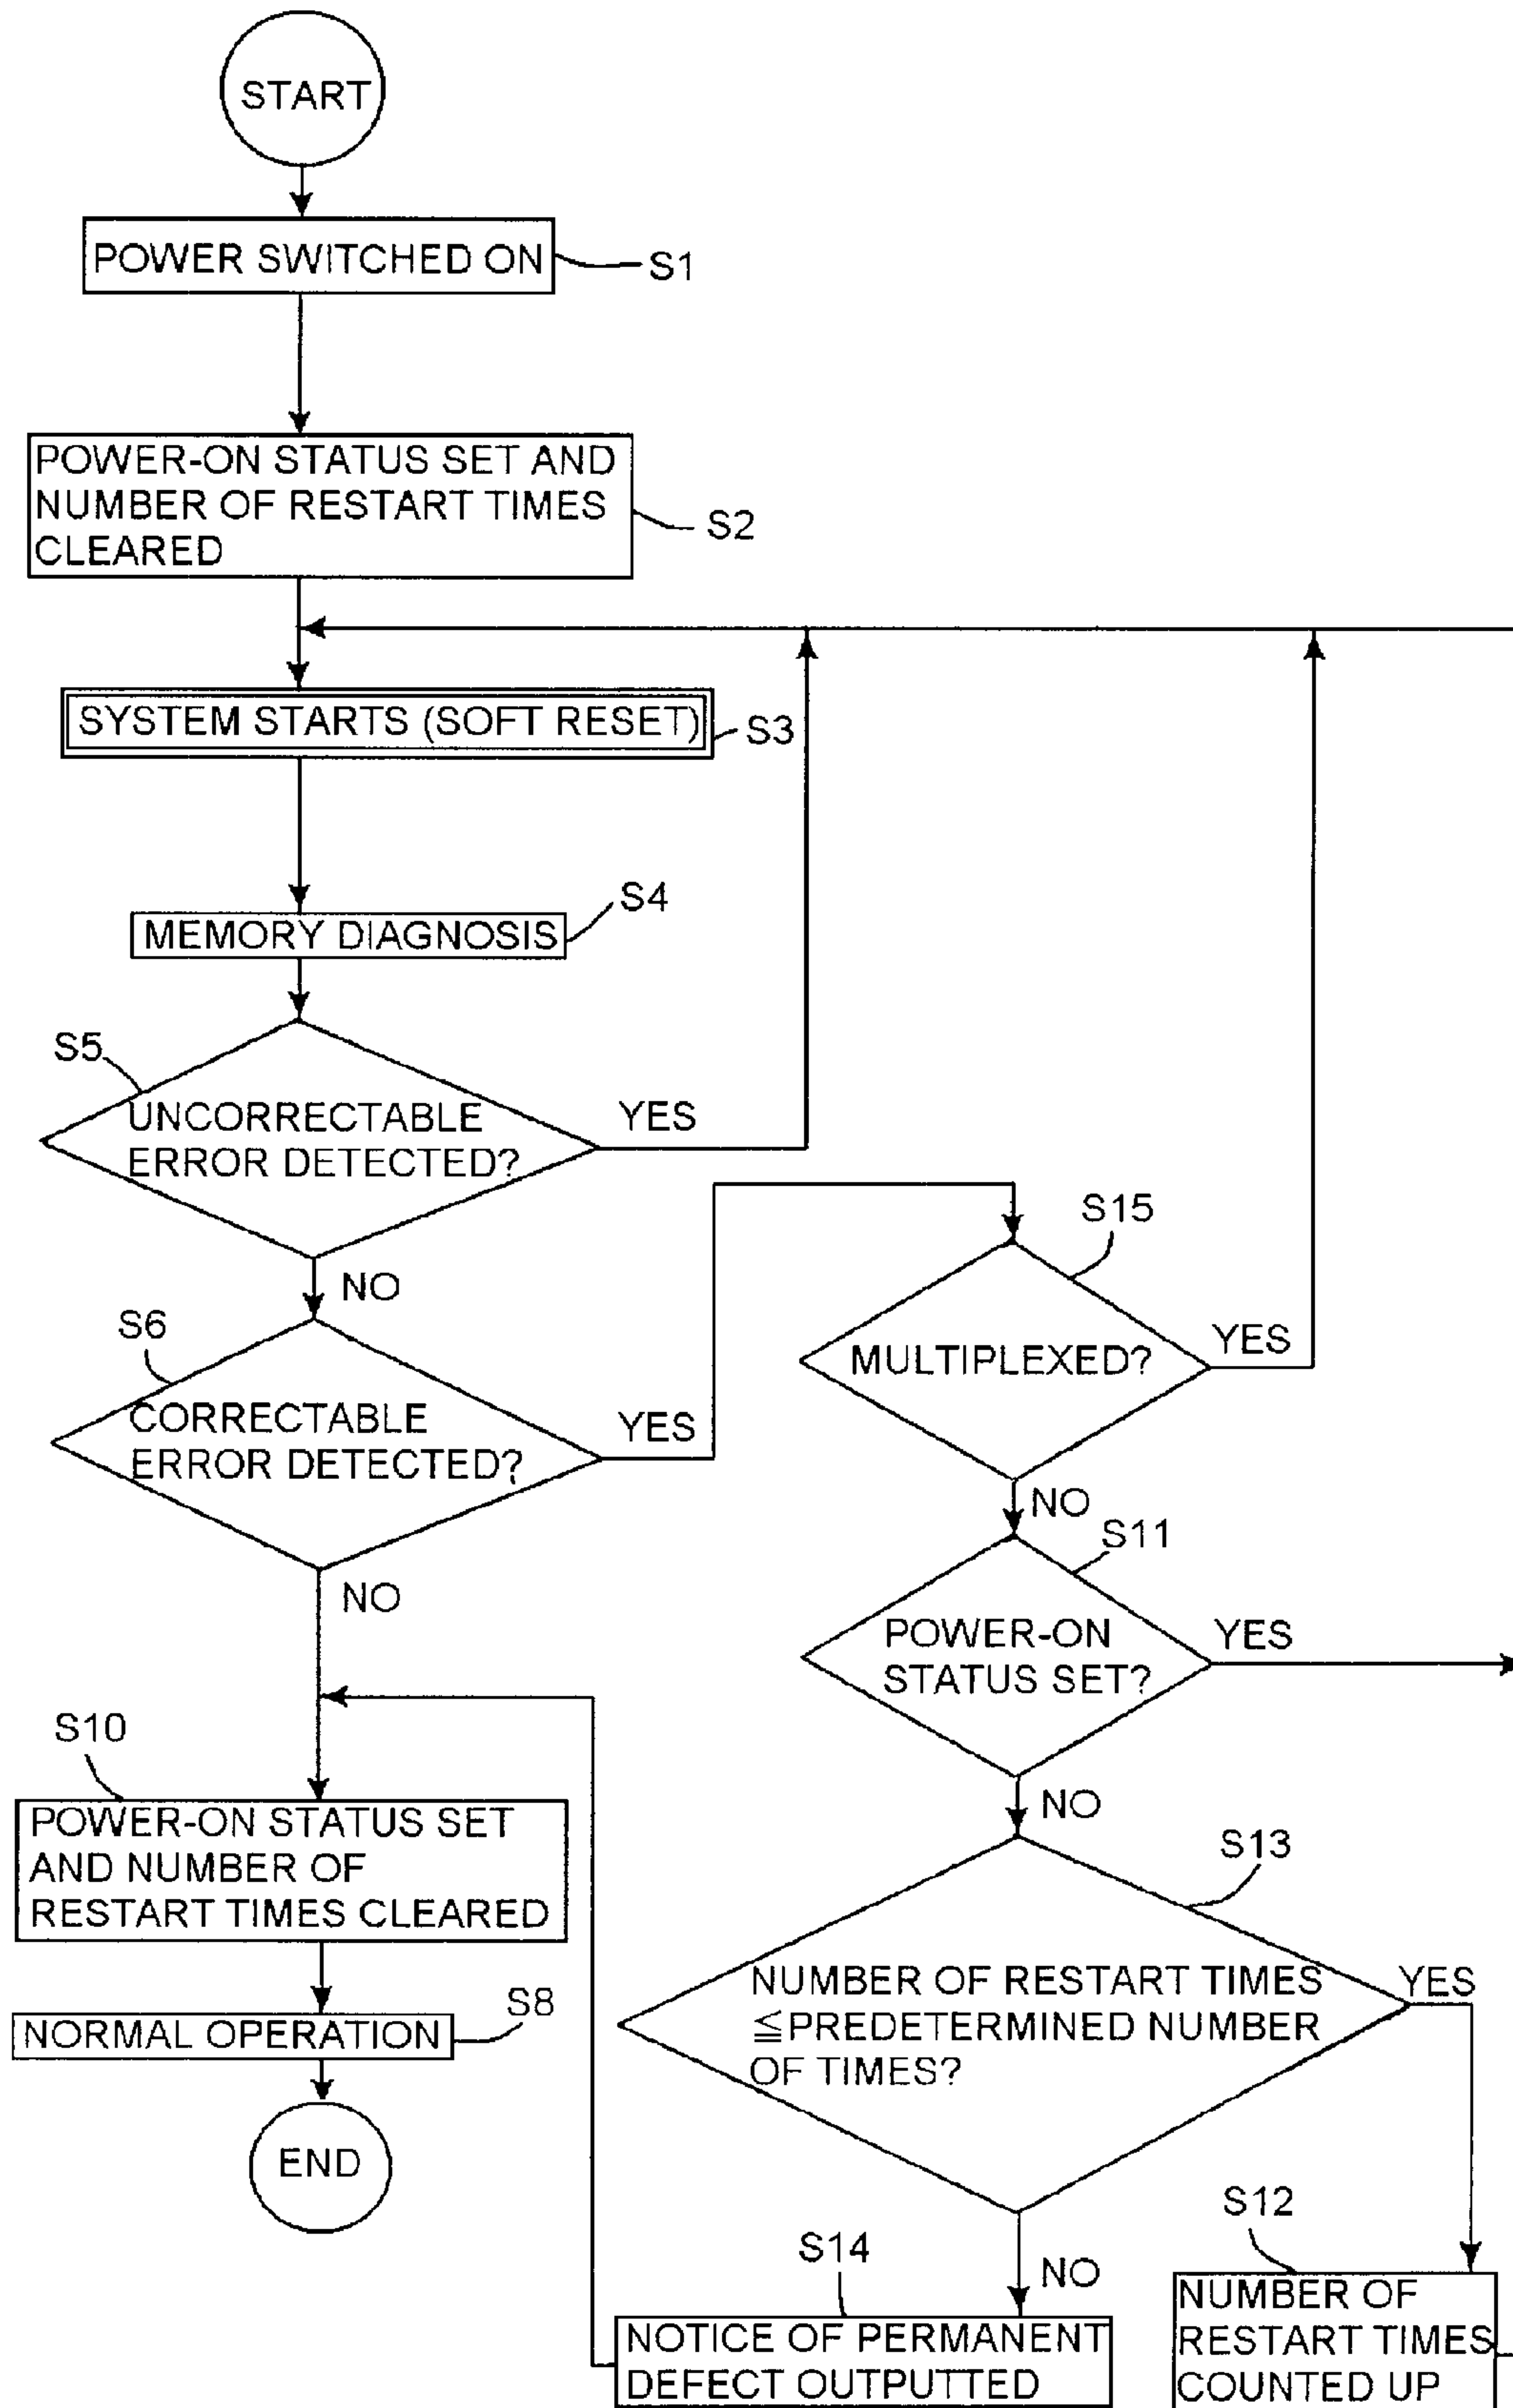 START
POWER SWITCHED ON
S1
POWER-ON STATUS SET AND
NUMBER OF RESTART TIMES
CLEARED
S2
SYSTEM STARTS (SOFT RESET)
S3
S4
MEMORY DIAGNOSIS
S5
UNCORRECTABLE
ERROR DETECTED?
YES
NO
S6
CORRECTABLE
ERROR DETECTED?
YES
NO
S15
MULTIPLEXED?
YES
NO
S11
POWER-ON
STATUS SET?
YES
NO
S10
POWER-ON STATUS SET
AND NUMBER OF
RESTART TIMES CLEARED
S8
NORMAL OPERATION
END
S13
NUMBER OF RESTART TIMES
≦PREDETERMINED NUMBER
OF TIMES?
YES
NO
S14
NOTICE OF PERMANENT
DEFECT OUTPUTTED
S12
NUMBER OF
RESTART TIMES
COUNTED UP